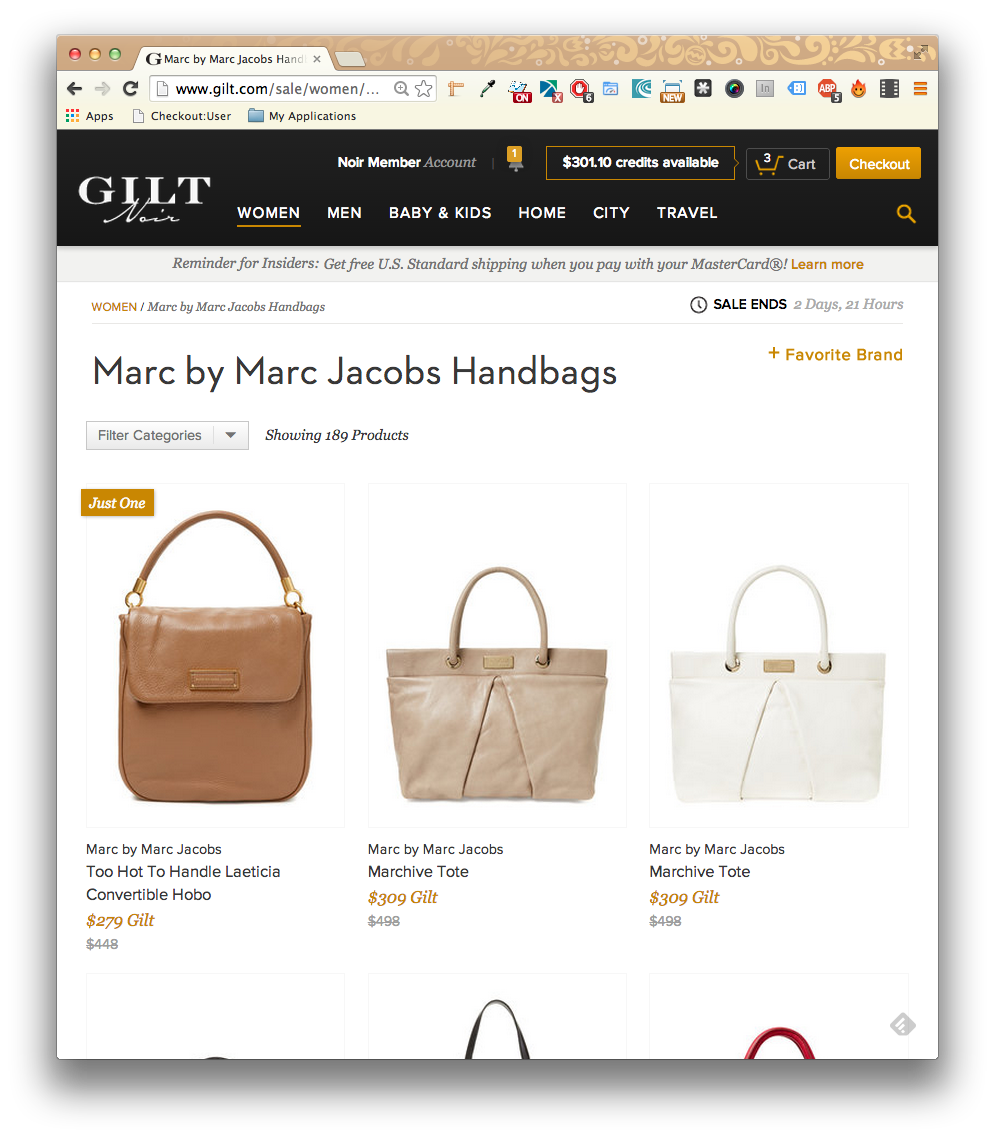 Marc by Marc Jacobs Hand
www.gilt.com/sale/women/...
ON
X
6
NEW
In
ABP
5
Apps
Checkout:User
My Applications
Noir Member Account
1
$301.10 credits available
3 Cart
Checkout
GILT
Noir
WOMEN
MEN
BABY & KIDS
HOME
CITY
TRAVEL
Reminder for Insiders: Get free U.S. Standard shipping when you pay with your MasterCard®! Learn more
WOMEN / Marc by Marc Jacobs Handbags
SALE ENDS 2 Days, 21 Hours
Marc by Marc Jacobs Handbags
+ Favorite Brand
Filter Categories
Showing 189 Products
Just One
Marc by Marc Jacobs
Too Hot To Handle Laeticia
Convertible Hobo
$279 Gilt
$448
Marc by Marc Jacobs
Marchive Tote
$309 Gilt
$498
Marc by Marc Jacobs
Marchive Tote
$309 Gilt
$498